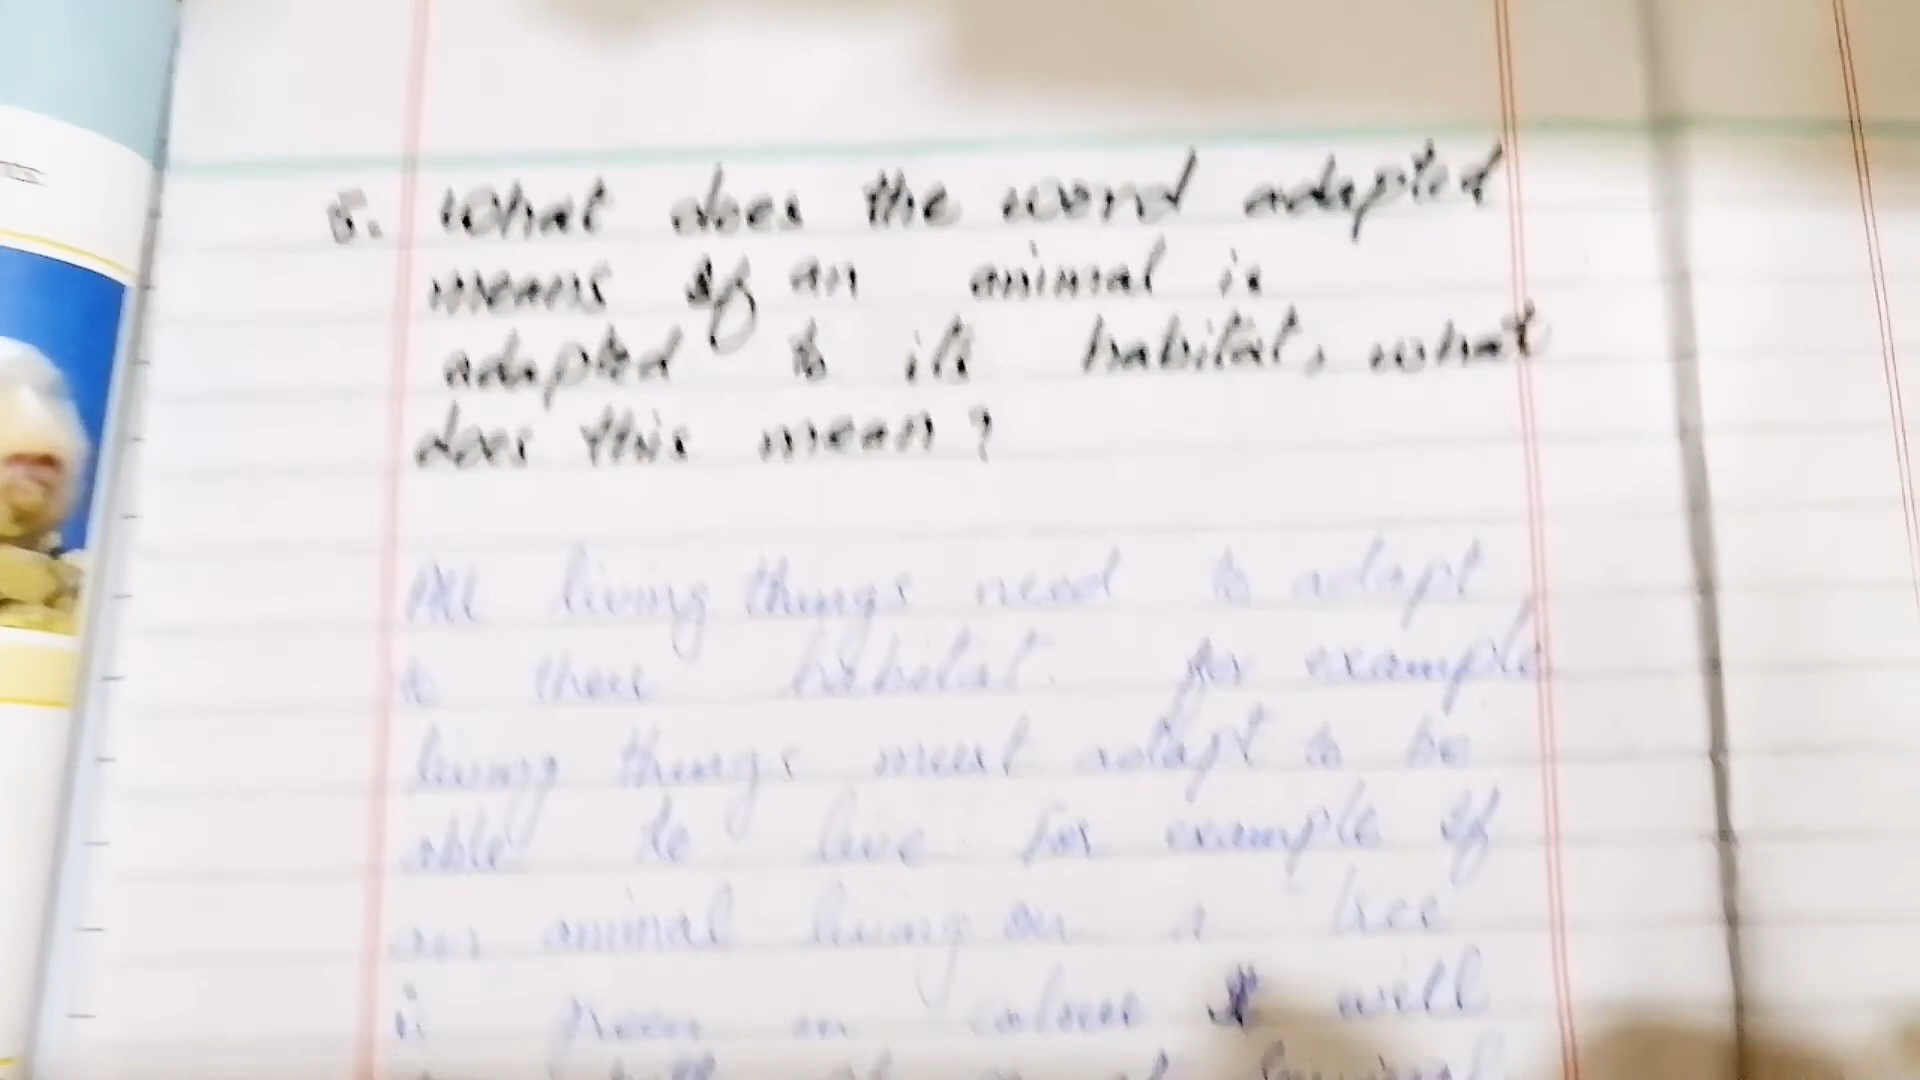 5. What does the word adapted
means if an animal is
adapted to its habitat, what
does this mean?
All living things need to adapt
to their habitat. for example
living things must adapt to be
able to live. For example if
an animal living on a tree
is green in colour it will